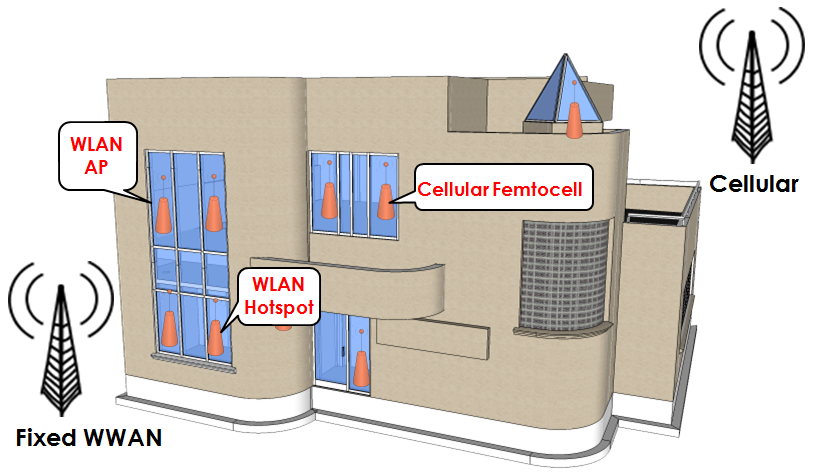 Cellular
WLAN
AP
Cellular Femtocell
WLAN
Hotspot
Fixed WWAN